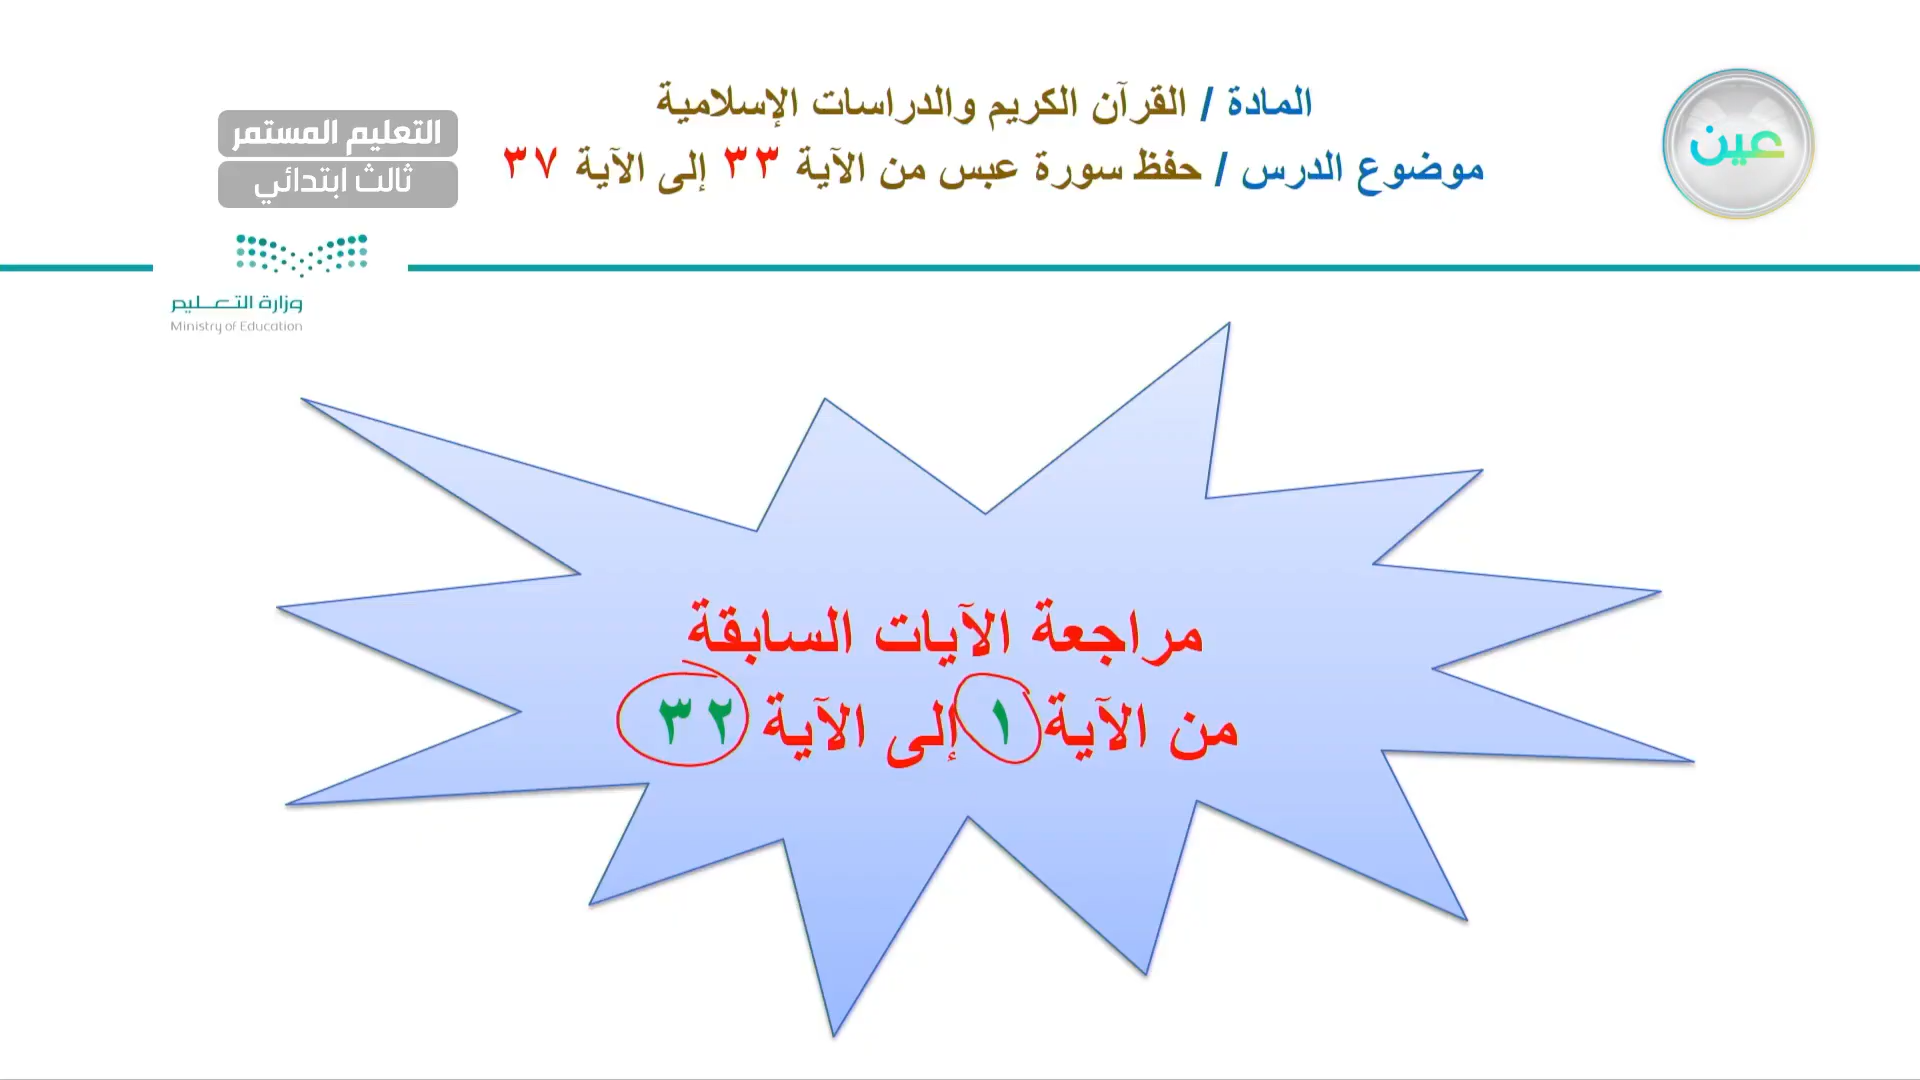 المادة / القرآن الكريم والدراسات الإسلامية
موضوع الدرس / حفظ سورة عبس من الآية ٣٣ إلى الآية ٣٧
عين
التعليم المستمر
ثالث ابتدائي
وزارة التعليم
Ministry of Education
مراجعة الآيات السابقة
من الآية ١ إلى الآية ٣٢